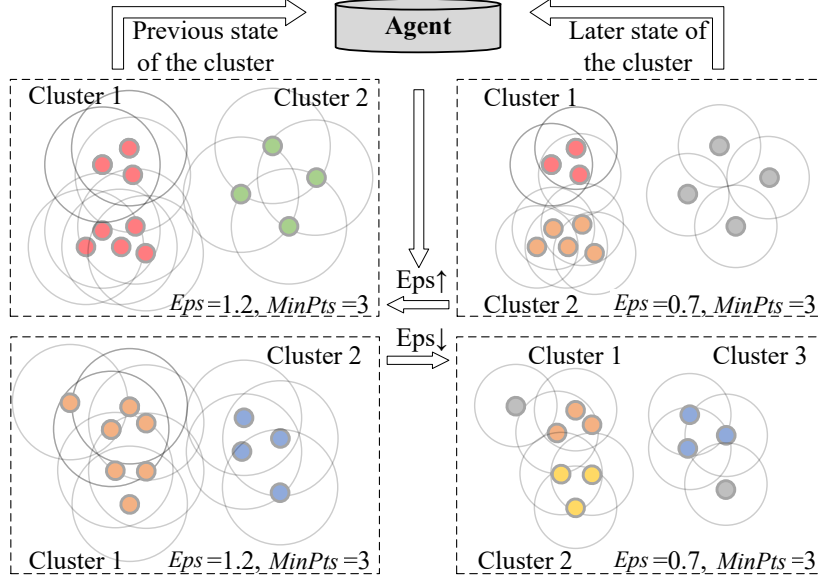 Previous state
of the cluster
Agent
Later state of
the cluster
Cluster 1
Cluster 2
Eps=1.2, MinPts=3
Cluster 1
Cluster 2
Eps=0.7, MinPts=3
Eps↑
Eps↓
Cluster 2
Cluster 1
Eps=1.2, MinPts=3
Cluster 1
Cluster 3
Cluster 2
Eps=0.7, MinPts=3